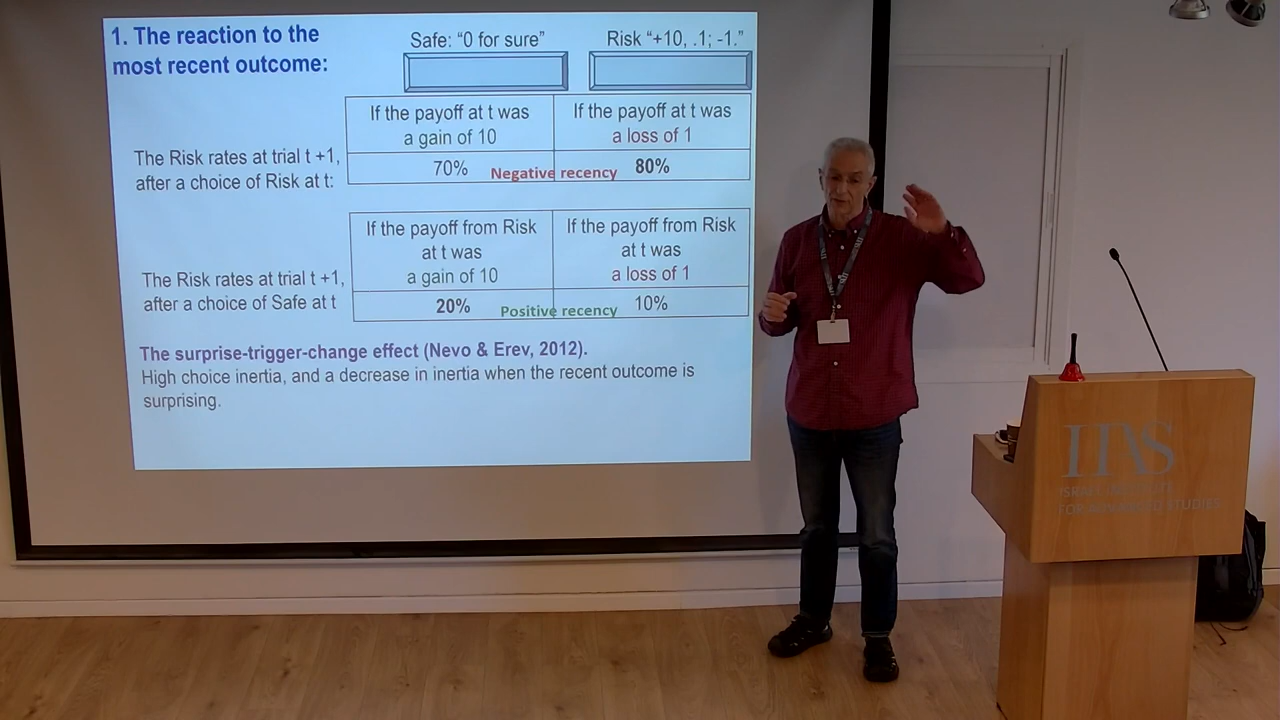 1. The reaction to the
most recent outcome:
Safe: “0 for sure”
Risk “+10, .1; -1.”
If the payoff at t was
a gain of 10
If the payoff at t was
a loss of 1
The Risk rates at trial t +1,
after a choice of Risk at t:
70%
Negative recency
80%
If the payoff from Risk
at t was
a gain of 10
If the payoff from Risk
at t was
a loss of 1
The Risk rates at trial t +1,
after a choice of Safe at t
20%
Positive recency
10%
The surprise-trigger-change effect (Nevo & Erev, 2012).
High choice inertia, and a decrease in inertia when the recent outcome is
surprising.
IIAS
ISRAEL INSTITUTE
FOR ADVANCED STUDIES